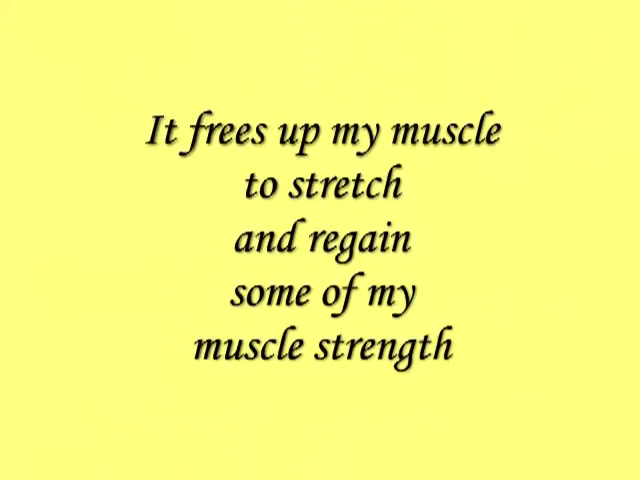 It frees up my muscle
to stretch
and regain
some of my
muscle strength